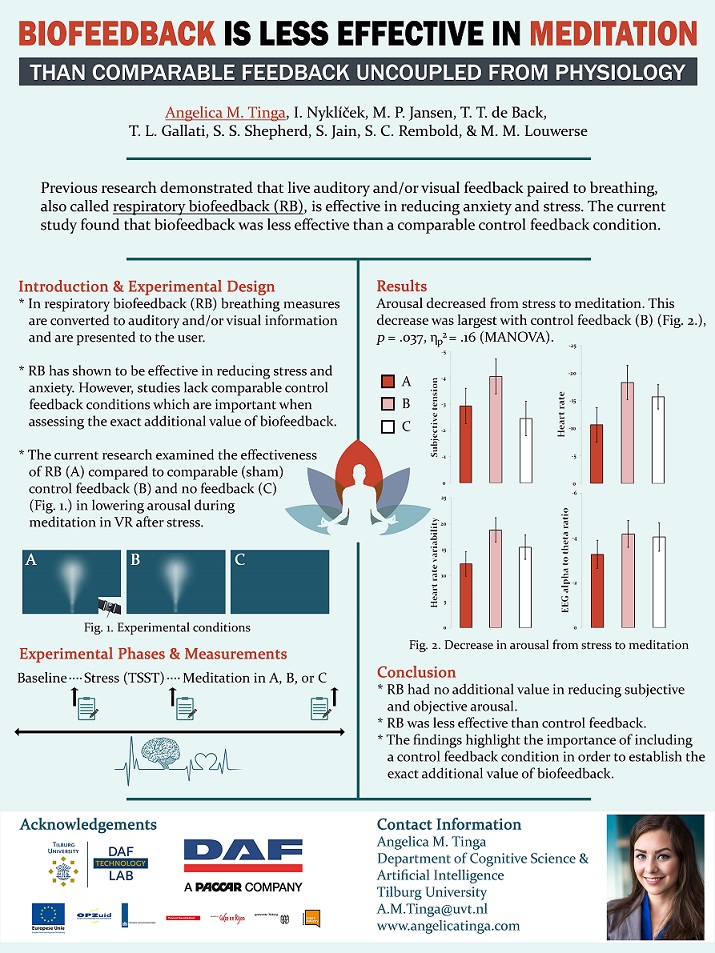 BIOFEEDBACK IS LESS EFFECTIVE IN MEDITATION
THAN COMPARABLE FEEDBACK UNCOUPLED FROM PHYSIOLOGY
Angelica M. Tinga, I. Nyklíček, M. P. Jansen, T. T. de Back,
T. L. Gallati, S. S. Shepherd, S. Jain, S. C. Rembold, & M. M. Louwerse
Previous research demonstrated that live auditory and/or visual feedback paired to breathing,
also called respiratory biofeedback (RB), is effective in reducing anxiety and stress. The current
study found that biofeedback was less effective than a comparable control feedback condition.
Introduction & Experimental Design
* In respiratory biofeedback (RB) breathing measures
are converted to auditory and/or visual information
and are presented to the user.
* RB has shown to be effective in reducing stress and
anxiety. However, studies lack comparable control
feedback conditions which are important when
assessing the exact additional value of biofeedback.
* The current research examined the effectiveness
of RB (A) compared to comparable (sham)
control feedback (B) and no feedback (C)
(Fig. 1.) in lowering arousal during
meditation in VR after stress.
A
B
C
Fig. 1. Experimental conditions
Experimental Phases & Measurements
Baseline ···· Stress (TSST) ···· Meditation in A, B, or C
Results
Arousal decreased from stress to meditation. This
decrease was largest with control feedback (B) (Fig. 2.),
p = .037, ηp²= .16 (MANOVA).
A
B
C
Subjective tension
Heart rate
Heart rate variability
EEG alpha to theta ratio
Fig. 2. Decrease in arousal from stress to meditation
Conclusion
* RB had no additional value in reducing subjective
and objective arousal.
* RB was less effective than control feedback.
* The findings highlight the importance of including
a control feedback condition in order to establish the
exact additional value of biofeedback.
Acknowledgements
TILBURG
UNIVERSITY
DAF
TECHNOLOGY
LAB
DAF
A PACCAR COMPANY
Europese Unie
OPZuid
Contact Information
Angelica M. Tinga
Department of Cognitive Science &
Artificial Intelligence
Tilburg University
A.M.Tinga@uvt.nl
www.angelicatinga.com